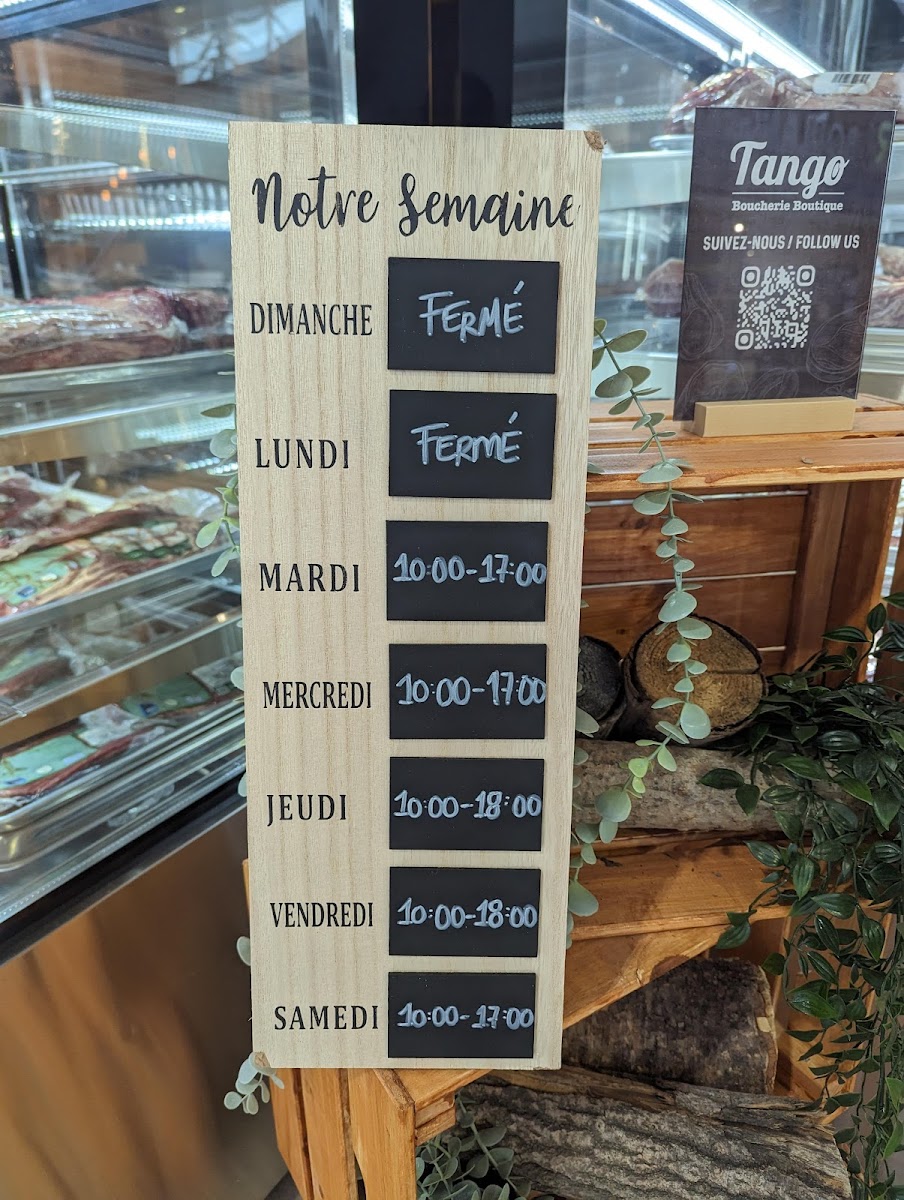 Notre Semaine
DIMANCHE FERMÉ
LUNDI FERMÉ
MARDI 10:00-17:00
MERCREDI 10:00-17:00
JEUDI 10:00-18:00
VENDREDI 10:00-18:00
SAMEDI 10:00-17:00
Tango
Boucherie Boutique
SUIVEZ-NOUS / FOLLOW US